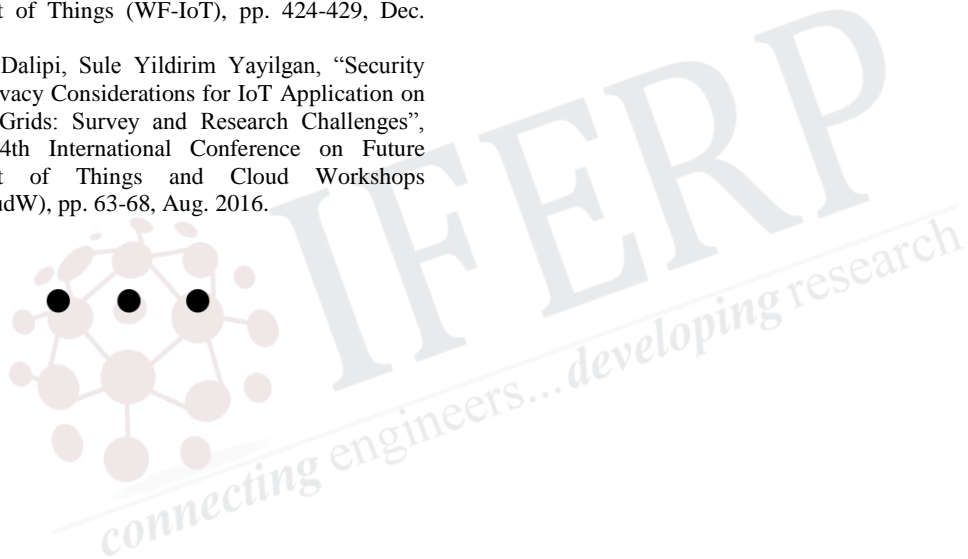 t of Things (WF-IoT), pp. 424-429, Dec.
Dalipi, Sule Yildirim Yayilgan, “Security
vacy Considerations for IoT Application on
Grids: Survey and Research Challenges”,
4th International Conference on Future
t of Things and Cloud Workshops
udW), pp. 63-68, Aug. 2016.
IFERP
connecting engineers...developing research